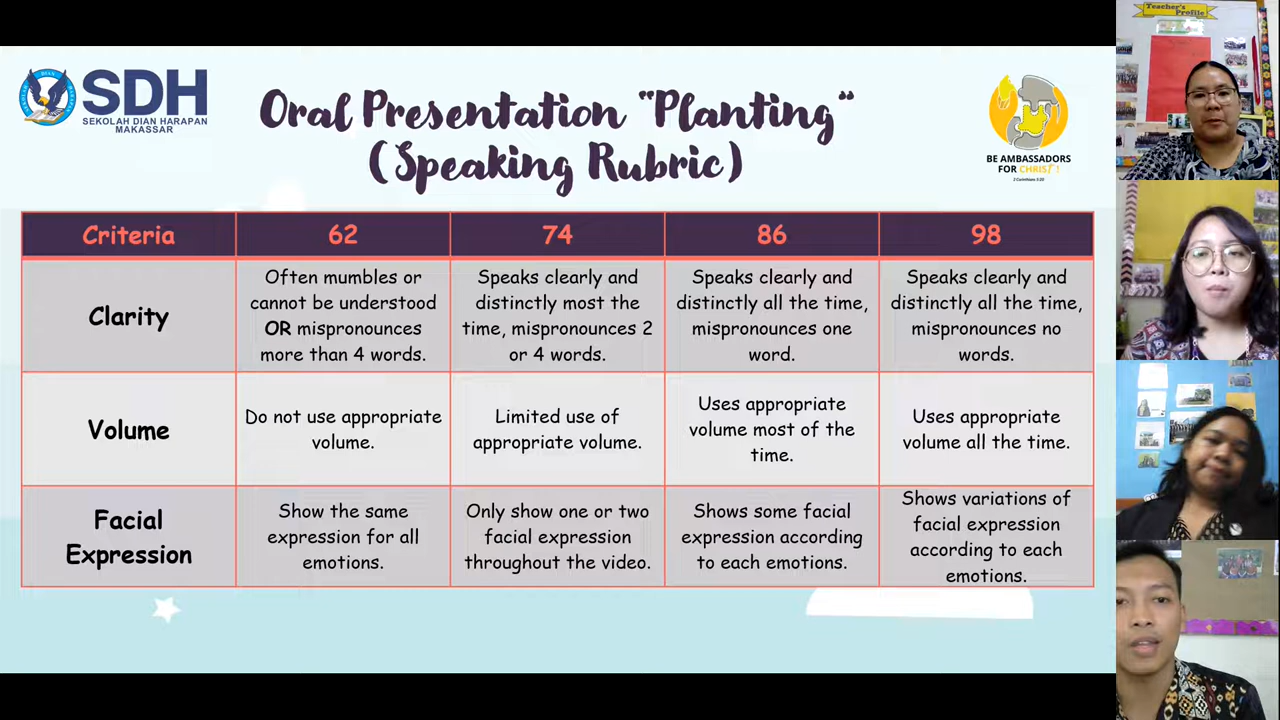 SDH
SEKOLAH DIAN HARAPAN
MAKASSAR
Oral Presentation "Planting"
(Speaking Rubric)
BE AMBASSADORS
FOR CHRIST !
2 Corinthians 5:20
Teacher's
Profile
Criteria
62
74
86
98
Clarity
Often mumbles or
cannot be understood
OR mispronounces
more than 4 words.
Speaks clearly and
distinctly most the
time, mispronounces 2
or 4 words.
Speaks clearly and
distinctly all the time,
mispronounces one
word.
Speaks clearly and
distinctly all the time,
mispronounces no
words.
Volume
Do not use appropriate
volume.
Limited use of
appropriate volume.
Uses appropriate
volume most of the
time.
Uses appropriate
volume all the time.
Facial
Expression
Show the same
expression for all
emotions.
Only show one or two
facial expression
throughout the video.
Shows some facial
expression according
to each emotions.
Shows variations of
facial expression
according to each
emotions.